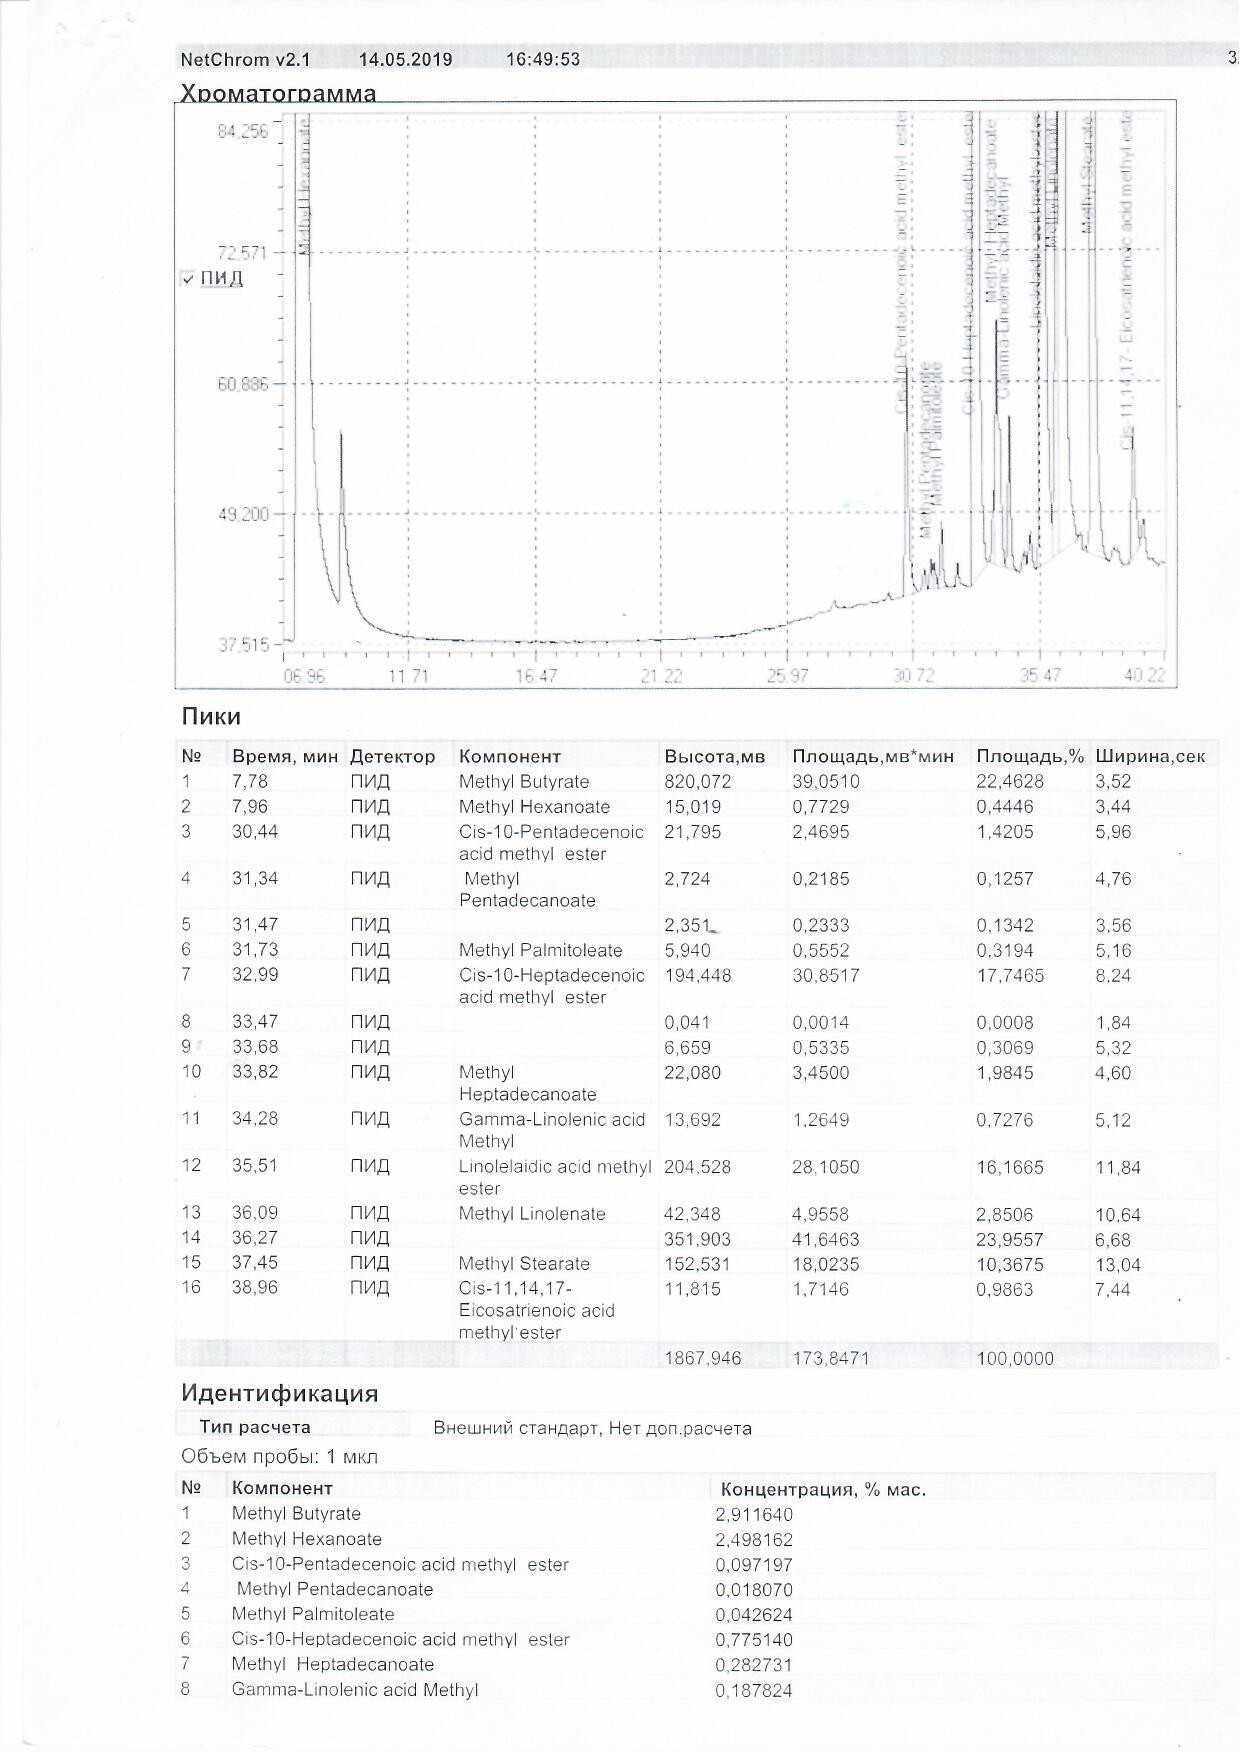 NetChrom v2.1 14.05.2019 16:49:53 3.
Хроматограмма
84,256
72,571
✓ ПИД
60,886
49,200
37,515
06.96 11.71 16.47 21.22 25.97 30.72 35.47 40.22
Methyl Hexanoate
Cis-10-Pentadecenoic acid methyl ester
Methyl Pentadecanoate
Methyl Palmitoleate
Cis-10-Heptadecenoic acid methyl ester
Methyl Heptadecanoate
Gamma-Linolenic acid Methyl
Linolelaidic acid methyl ester
Methyl Linolenate
Methyl Stearate
Cis-11,14,17- Eicosatrienoic acid methyl este
Пики
№ Время, мин Детектор Компонент Высота,мв Площадь,мв*мин Площадь,% Ширина,сек
1 7,78 ПИД Methyl Butyrate 820,072 39,0510 22,4628 3,52
2 7,96 ПИД Methyl Hexanoate 15,019 0,7729 0,4446 3,44
3 30,44 ПИД Cis-10-Pentadecenoic 21,795 2,4695 1,4205 5,96
acid methyl ester
4 31,34 ПИД Methyl 2,724 0,2185 0,1257 4,76
Pentadecanoate
5 31,47 ПИД 2,351 0,2333 0,1342 3,56
6 31,73 ПИД Methyl Palmitoleate 5,940 0,5552 0,3194 5,16
7 32,99 ПИД Cis-10-Heptadecenoic 194,448 30,8517 17,7465 8,24
acid methyl ester
8 33,47 ПИД 0,041 0,0014 0,0008 1,84
9 33,68 ПИД 6,659 0,5335 0,3069 5,32
10 33,82 ПИД Methyl 22,080 3,4500 1,9845 4,60
Heptadecanoate
11 34,28 ПИД Gamma-Linolenic acid 13,692 1,2649 0,7276 5,12
Methyl
12 35,51 ПИД Linolelaidic acid methyl 204,528 28,1050 16,1665 11,84
ester
13 36,09 ПИД Methyl Linolenate 42,348 4,9558 2,8506 10,64
14 36,27 ПИД 351,903 41,6463 23,9557 6,68
15 37,45 ПИД Methyl Stearate 152,531 18,0235 10,3675 13,04
16 38,96 ПИД Cis-11,14,17- 11,815 1,7146 0,9863 7,44
Eicosatrienoic acid
methyl ester
1867,946 173,8471 100,0000
Идентификация
Тип расчета Внешний стандарт, Нет доп.расчета
Объем пробы: 1 мкл
№ Компонент Концентрация, % мас.
1 Methyl Butyrate 2,911640
2 Methyl Hexanoate 2,498162
3 Cis-10-Pentadecenoic acid methyl ester 0,097197
4 Methyl Pentadecanoate 0,018070
5 Methyl Palmitoleate 0,042624
6 Cis-10-Heptadecenoic acid methyl ester 0,775140
7 Methyl Heptadecanoate 0,282731
8 Gamma-Linolenic acid Methyl 0,187824